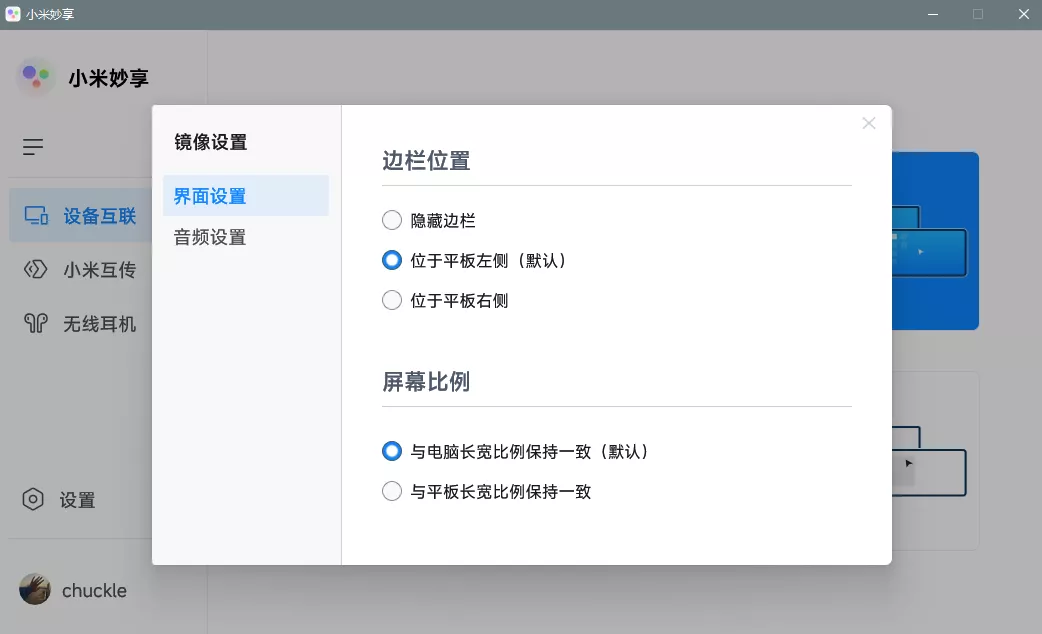 小米妙享
小米妙享
设备互联
小米互传
无线耳机
设置
chuckle
镜像设置
界面设置
音频设置
边栏位置
隐藏边栏
位于平板左侧（默认）
位于平板右侧
屏幕比例
与电脑长宽比例保持一致（默认）
与平板长宽比例保持一致